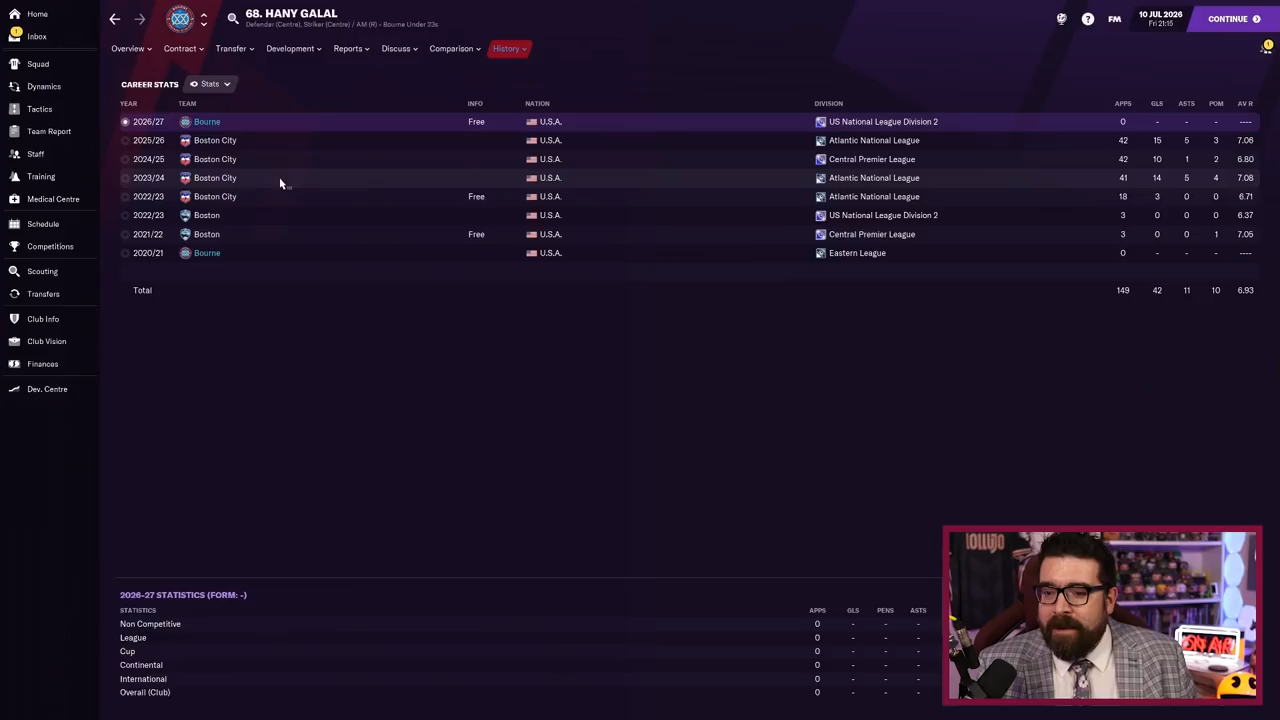 Home
68. HANY GALAL
Defender (Centre), Striker (Centre) / AM (R) - Bourne Under 23s
FM
10 JUL 2026
Fri 21:15
CONTINUE
1
Inbox
Overview
Contract
Transfer
Development
Reports
Discuss
Comparison
History
Squad
Dynamics
Tactics
Team Report
Staff
Training
Medical Centre
Schedule
Competitions
Scouting
Transfers
Club Info
Club Vision
Finances
Dev. Centre
CAREER STATS
Stats
YEAR TEAM INFO NATION DIVISION APPS GLS ASTS POM AV R
2026/27 Bourne Free U.S.A. US National League Division 2 0 - - - ----
2025/26 Boston City U.S.A. Atlantic National League 42 15 5 3 7.06
2024/25 Boston City U.S.A. Central Premier League 42 10 1 2 6.80
2023/24 Boston City U.S.A. Atlantic National League 41 14 5 4 7.08
2022/23 Boston City Free U.S.A. Atlantic National League 18 3 0 0 6.71
2022/23 Boston U.S.A. US National League Division 2 3 0 0 0 6.37
2021/22 Boston Free U.S.A. Central Premier League 3 0 0 1 7.05
2020/21 Bourne U.S.A. Eastern League 0 - - - ----
Total 149 42 11 10 6.93
2026-27 STATISTICS (FORM: -)
STATISTICS APPS GLS PENS ASTS
Non Competitive 0 - - -
League 0 - - -
Cup 0 - - -
Continental 0 - - -
International 0 - - -
Overall (Club) 0 - - -
ON AIR